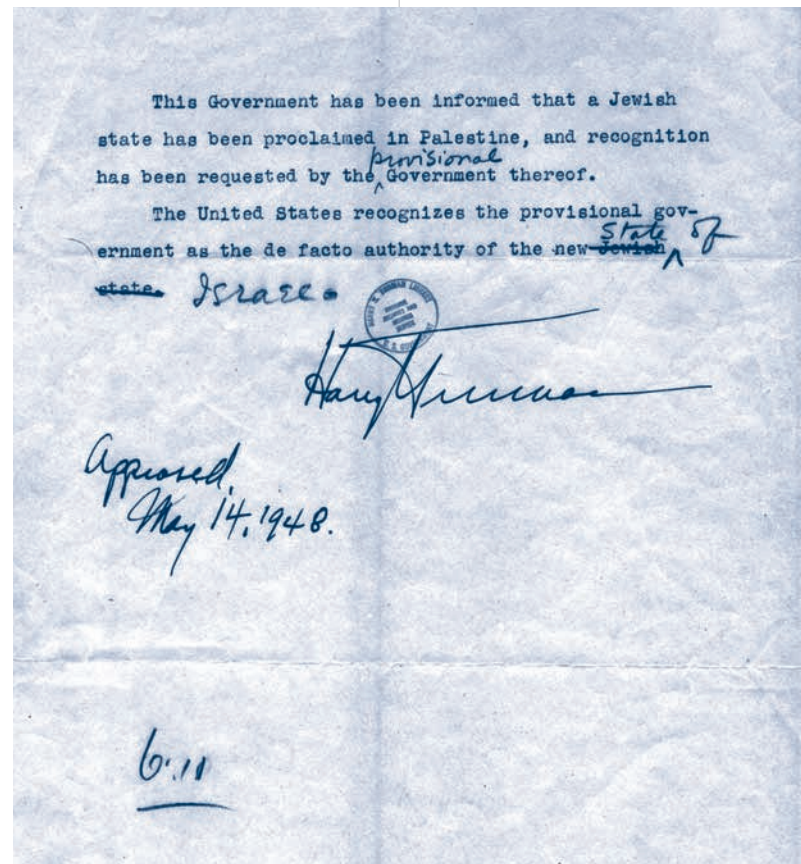 This Government has been informed that a Jewish
state has been proclaimed in Palestine, and recognition
provisional
has been requested by the Government thereof.
The United States recognizes the provisional gov-
State of
ernment as the de facto authority of the new Jewish
state. Israel.
Harry Truman
Approved,
May 14, 1948.
6.11